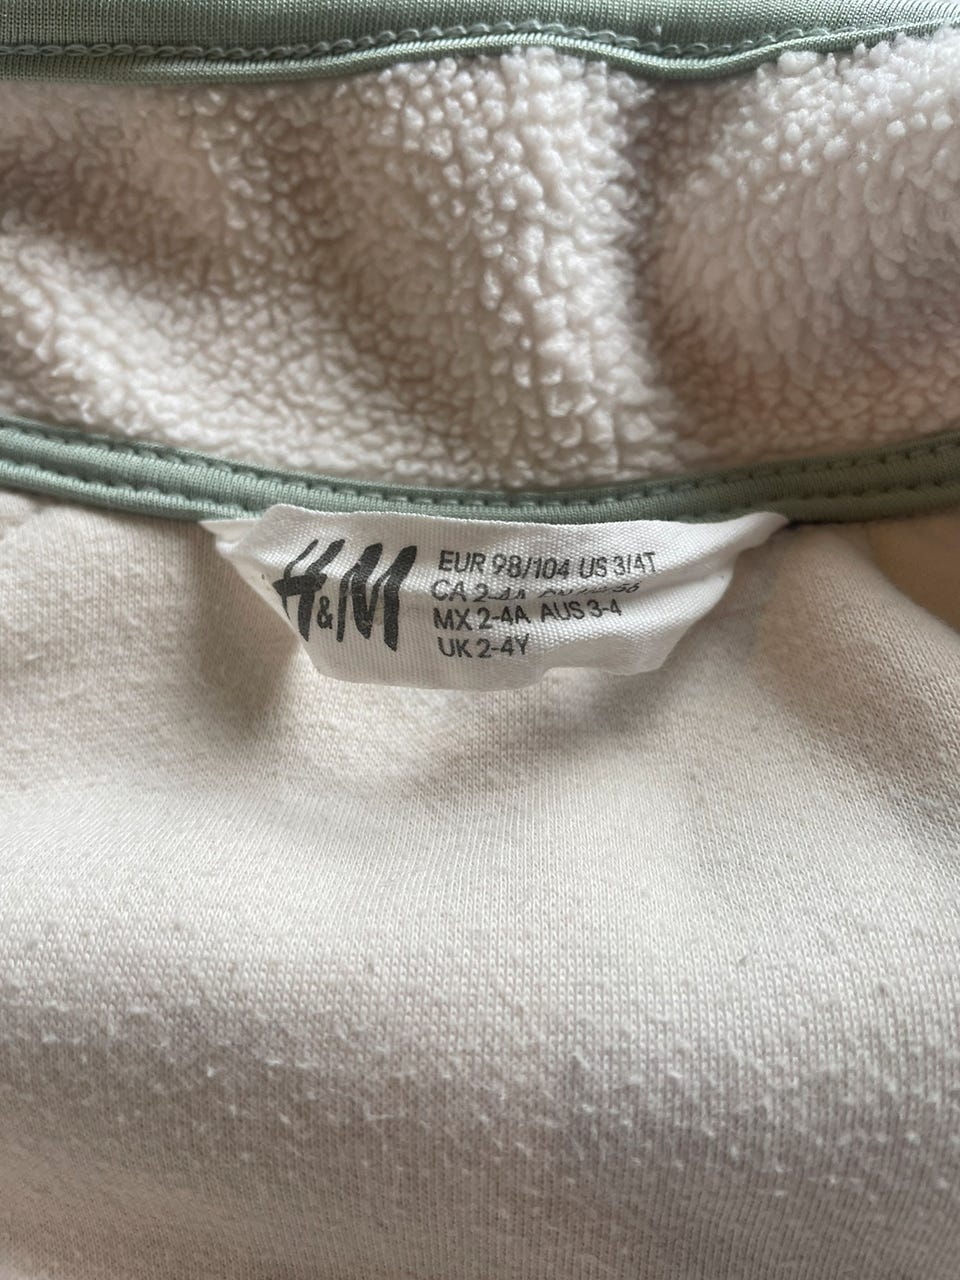 H&M
EUR 98/104 US 3/4T
CA
MX 2-4A AUS 3-4
UK 2-4Y